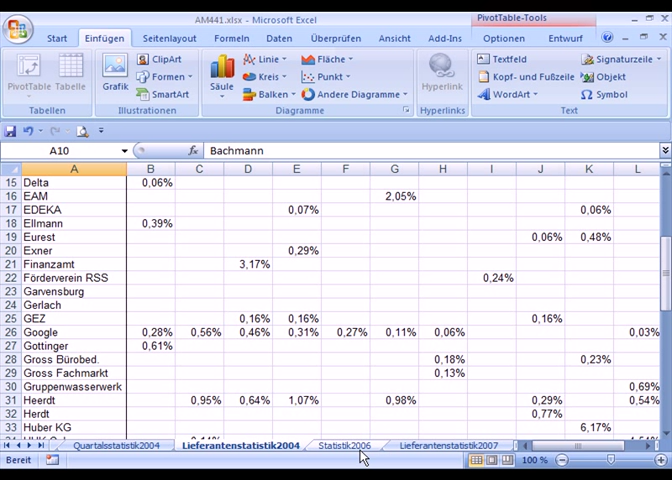 AM441.xlsx - Microsoft Excel PivotTable-Tools
Start Einfügen Seitenlayout Formeln Daten Überprüfen Ansicht Add-Ins Optionen Entwurf
PivotTable Tabelle Grafik ClipArt Formen SmartArt Säule Linie Kreis Balken Fläche Punkt Andere Diagramme Hyperlink Textfeld Kopf- und Fußzeile WordArt Signaturzeile Objekt Symbol
Tabellen Illustrationen Diagramme Hyperlinks Text
A10 fx Bachmann
A B C D E F G H I J K L
15 Delta 0,06%
16 EAM 2,05%
17 EDEKA 0,07% 0,06%
18 Ellmann 0,39%
19 Eurest 0,06% 0,48%
20 Exner 0,29%
21 Finanzamt 3,17%
22 Förderverein RSS 0,24%
23 Garvensburg
24 Gerlach
25 GEZ 0,16% 0,16% 0,16%
26 Google 0,28% 0,56% 0,46% 0,31% 0,27% 0,11% 0,06% 0,03%
27 Gottinger 0,61%
28 Gross Bürobed. 0,18% 0,23%
29 Gross Fachmarkt 0,13%
30 Gruppenwasserwerk 0,69%
31 Heerdt 0,95% 0,64% 1,07% 0,98% 0,29% 0,54%
32 Herdt 0,77%
33 Huber KG 6,17%
Quartalsstatistik2004 Lieferantenstatistik2004 Statistik2006 Lieferantenstatistik2007
Bereit 100 %